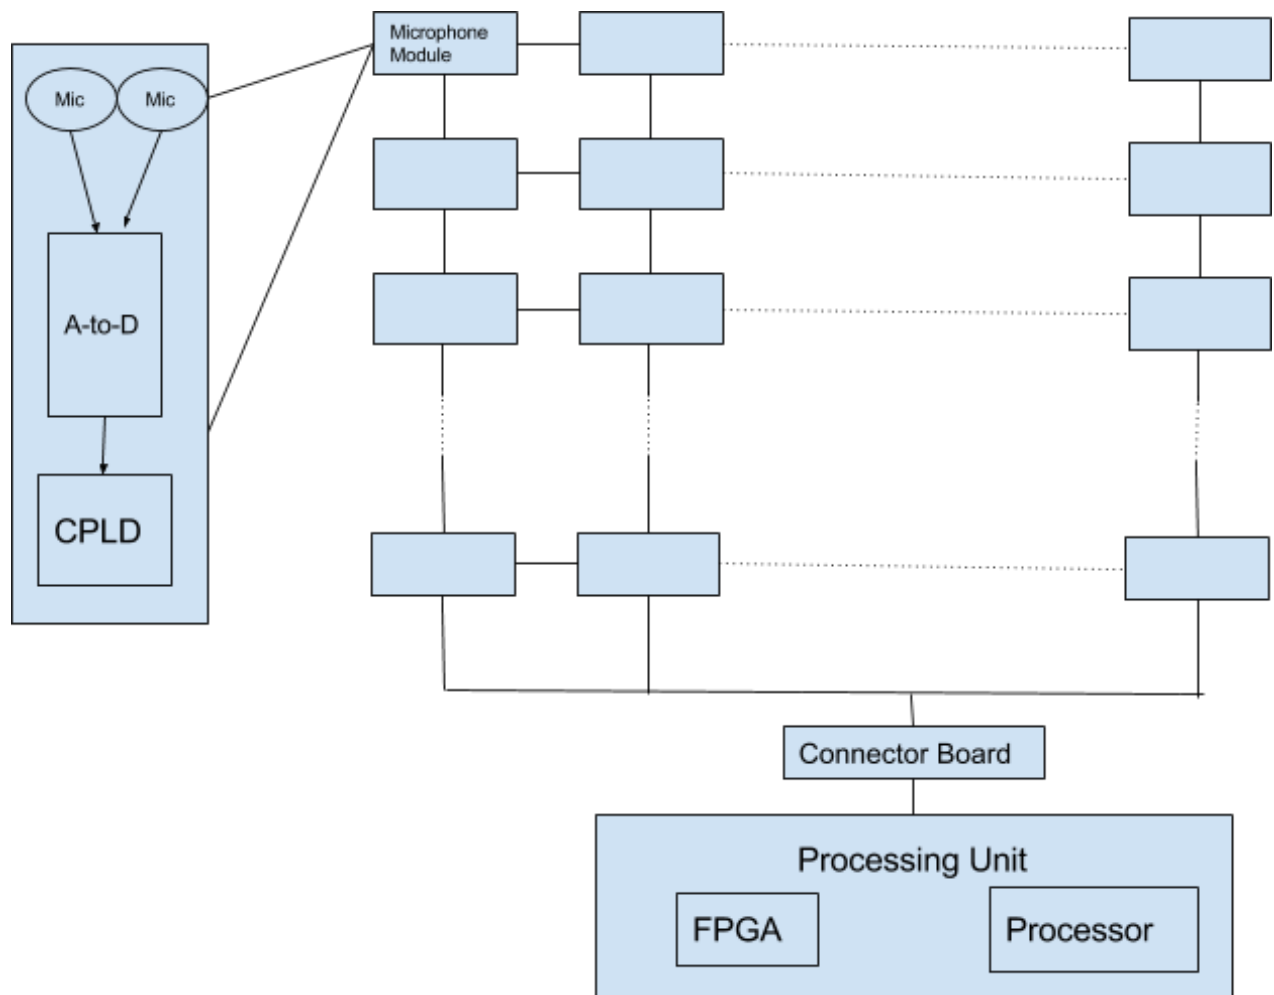 Microphone
Module
Mic
Mic
A-to-D
CPLD
Connector Board
Processing Unit
FPGA
Processor